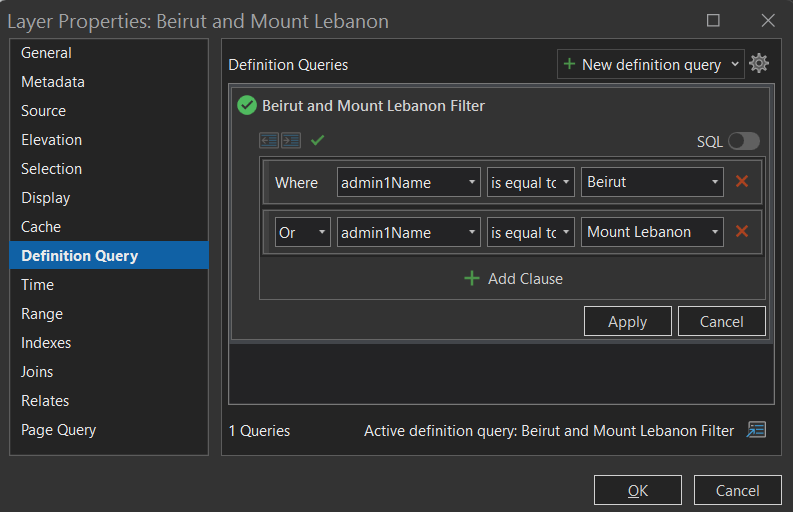 Layer Properties: Beirut and Mount Lebanon
General
Metadata
Source
Elevation
Selection
Display
Cache
Definition Query
Time
Range
Indexes
Joins
Relates
Page Query
Definition Queries
New definition query
Beirut and Mount Lebanon Filter
SQL
Where admin1Name is equal to Beirut
Or admin1Name is equal to Mount Lebanon
Add Clause
Apply Cancel
1 Queries Active definition query: Beirut and Mount Lebanon Filter
OK Cancel